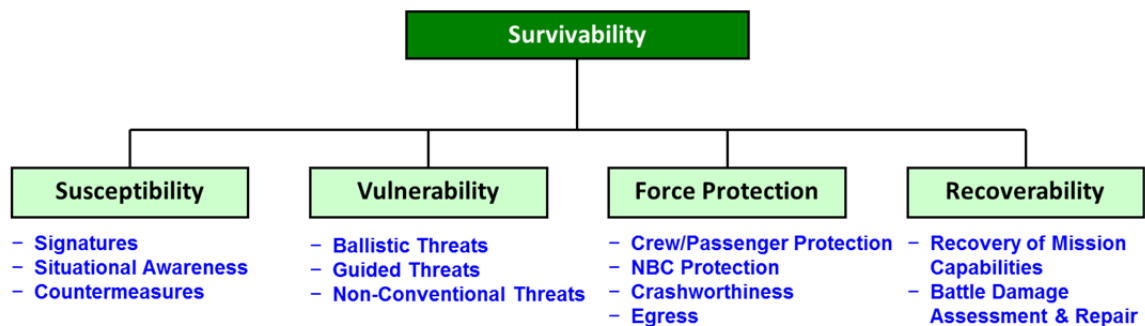 Survivability
Susceptibility
− Signatures
− Situational Awareness
− Countermeasures
Vulnerability
− Ballistic Threats
− Guided Threats
− Non-Conventional Threats
Force Protection
− Crew/Passenger Protection
− NBC Protection
− Crashworthiness
− Egress
Recoverability
− Recovery of Mission
Capabilities
− Battle Damage
Assessment & Repair